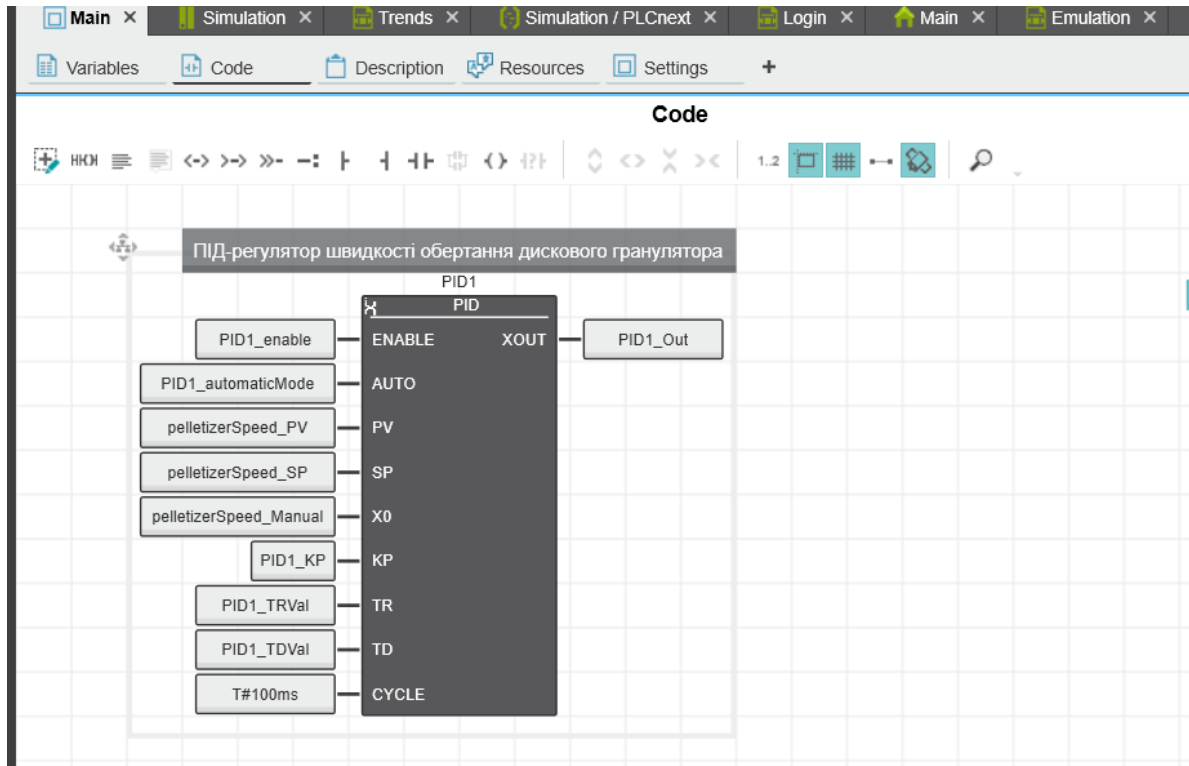 Main × Simulation × Trends × Simulation / PLCnext × Login × Main × Emulation ×
Variables Code Description Resources Settings +
Code
1..2
ПІД-регулятор швидкості обертання дискового гранулятора
PID1
PID
PID1_enable ENABLE XOUT PID1_Out
PID1_automaticMode AUTO
pelletizerSpeed_PV PV
pelletizerSpeed_SP SP
pelletizerSpeed_Manual X0
PID1_KP KP
PID1_TRVal TR
PID1_TDVal TD
T#100ms CYCLE